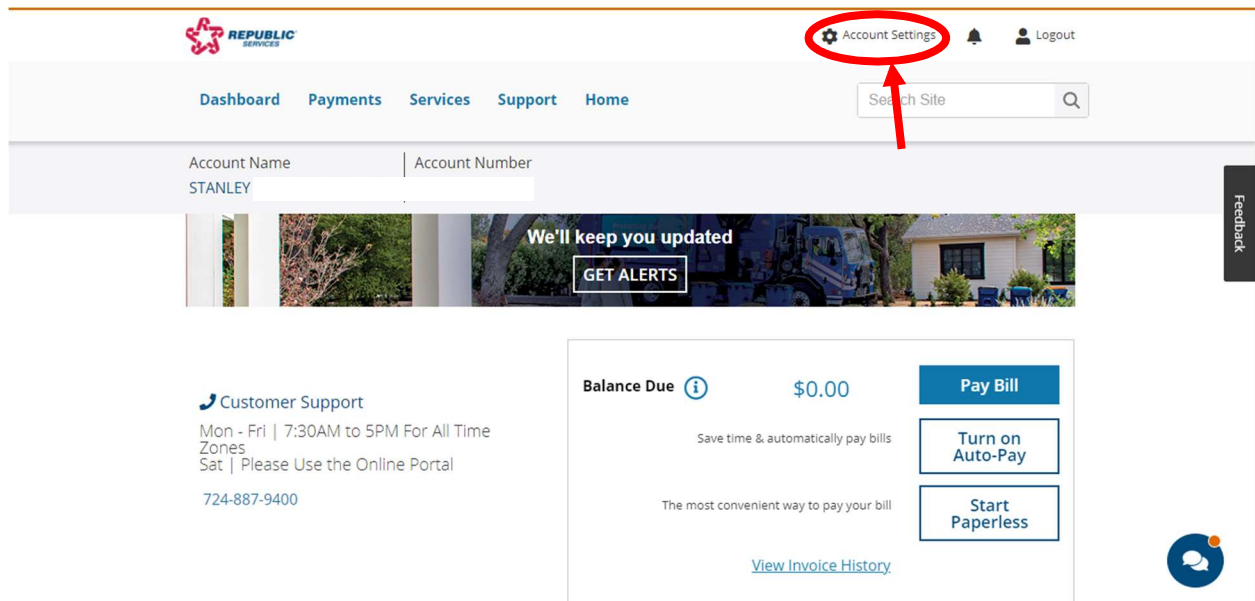 REPUBLIC
SERVICES
Account Settings
Logout
Dashboard Payments Services Support Home
Search Site
Account Name Account Number
STANLEY
We'll keep you updated
GET ALERTS
Feedback
Balance Due $0.00 Pay Bill
Customer Support
Mon - Fri | 7:30AM to 5PM For All Time
Zones
Sat | Please Use the Online Portal
724-887-9400
Save time & automatically pay bills
Turn on
Auto-Pay
The most convenient way to pay your bill
Start
Paperless
View Invoice History